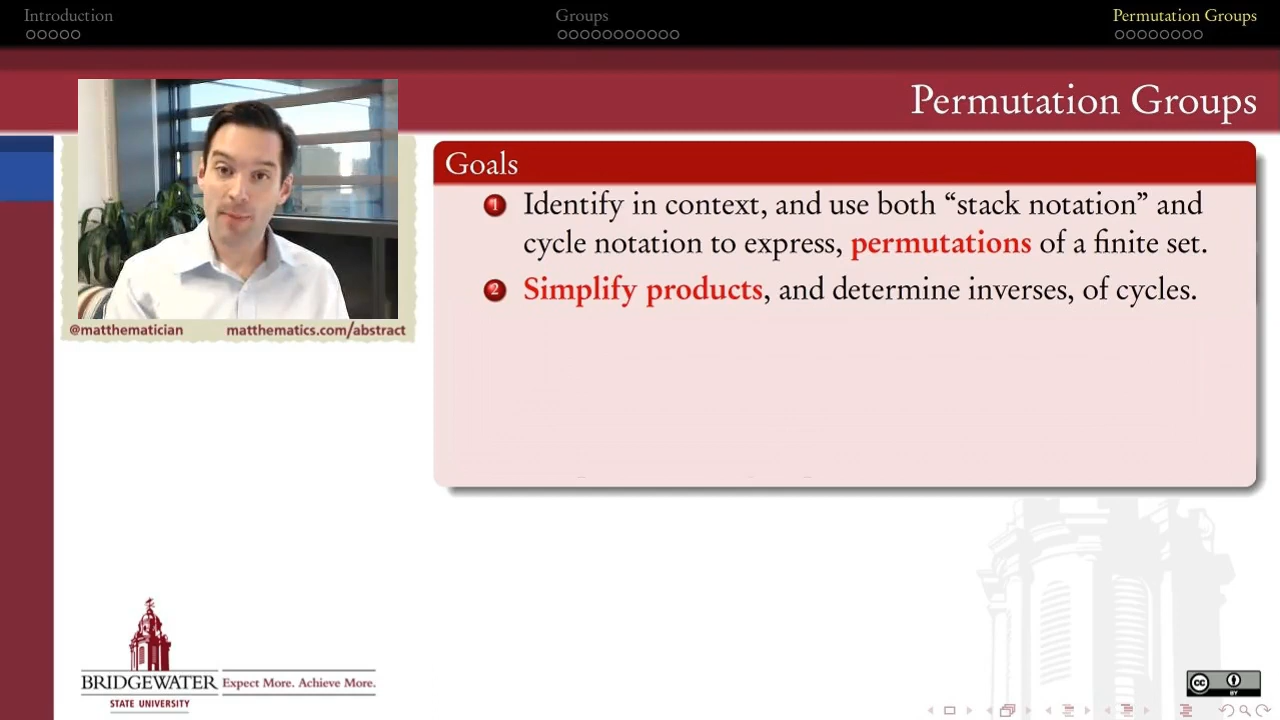 Introduction
Groups
Permutation Groups
Permutation Groups
@matthematician
matthematics.com/abstract
Goals
1 Identify in context, and use both “stack notation” and
cycle notation to express, permutations of a finite set.
2 Simplify products, and determine inverses, of cycles.
BRIDGEWATER
STATE UNIVERSITY
Expect More. Achieve More.
CC
BY